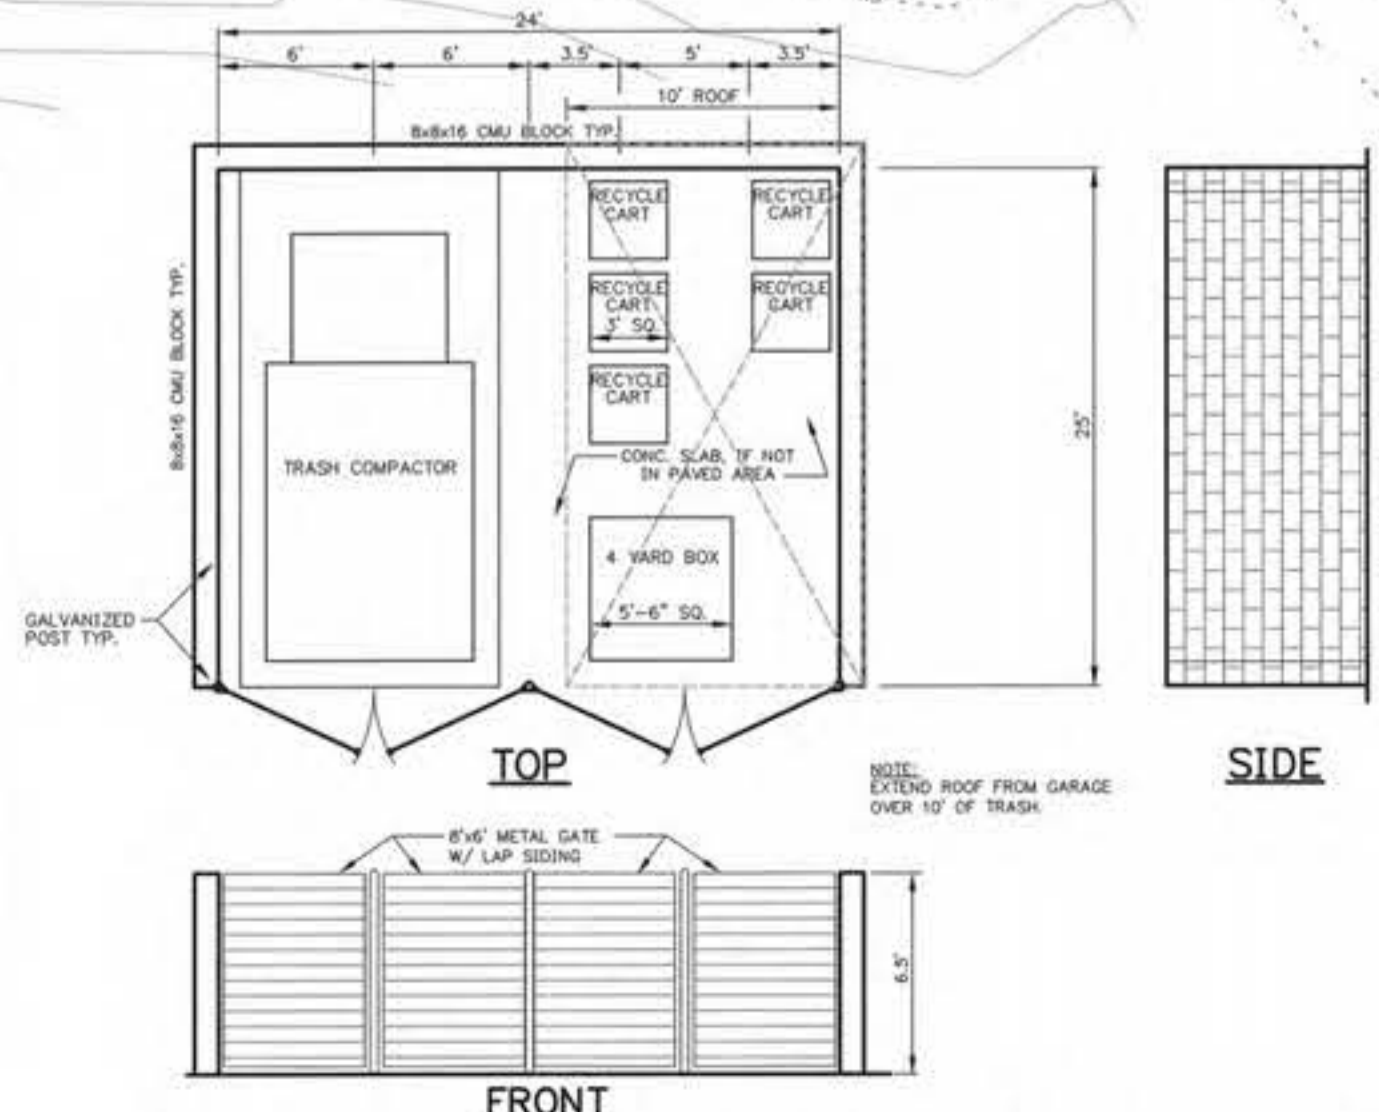 24'
6'
6'
3.5'
5'
3.5'
10' ROOF
8x8x16 CMU BLOCK TYP.
8x8x16 CMU BLOCK TYP.
RECYCLE
CART
RECYCLE
CART
RECYCLE
CART
3' SQ.
RECYCLE
CART
RECYCLE
CART
TRASH COMPACTOR
CONC. SLAB, IF NOT
IN PAVED AREA
25'
4 YARD BOX
5'-6" SQ.
GALVANIZED
POST TYP.
TOP
SIDE
NOTE:
EXTEND ROOF FROM GARAGE
OVER 10' OF TRASH.
8'x6' METAL GATE
W/ LAP SIDING
6.5'
FRONT